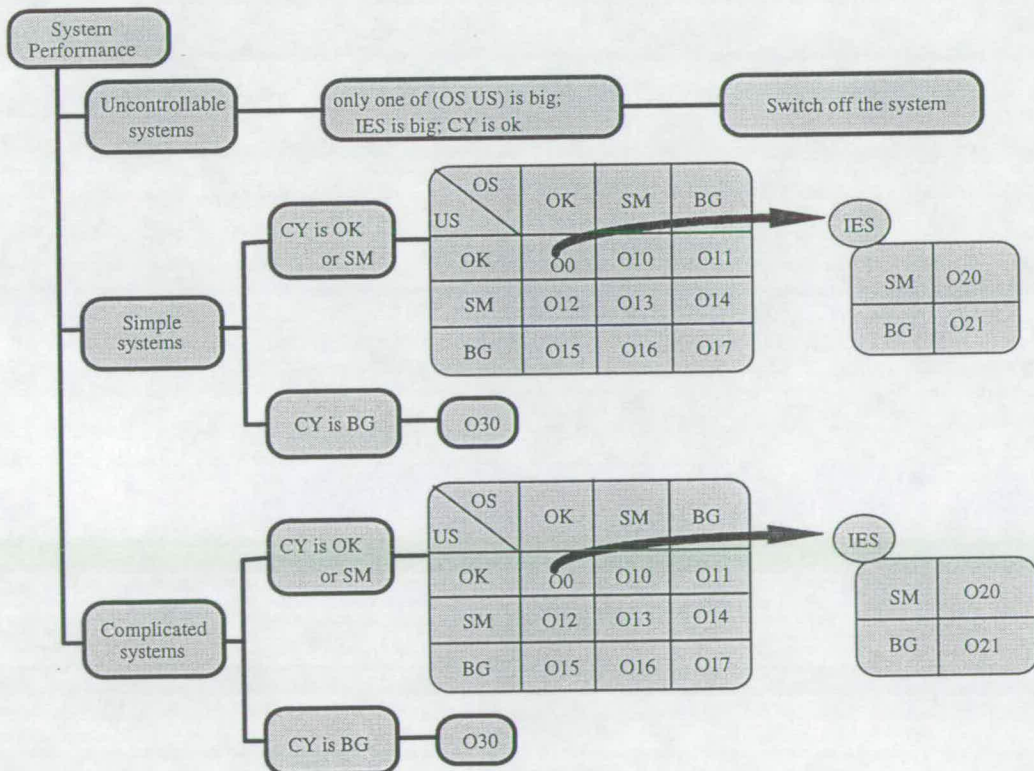 System
Performance
Uncontrollable
systems
only one of (OS US) is big;
IES is big; CY is ok
Switch off the system
Simple
systems
CY is OK
or SM
OS
US
OK SM BG
OK O0 O10 O11
SM O12 O13 O14
BG O15 O16 O17
IES
SM O20
BG O21
CY is BG
O30
Complicated
systems
CY is OK
or SM
OS
US
OK SM BG
OK O0 O10 O11
SM O12 O13 O14
BG O15 O16 O17
IES
SM O20
BG O21
CY is BG
O30